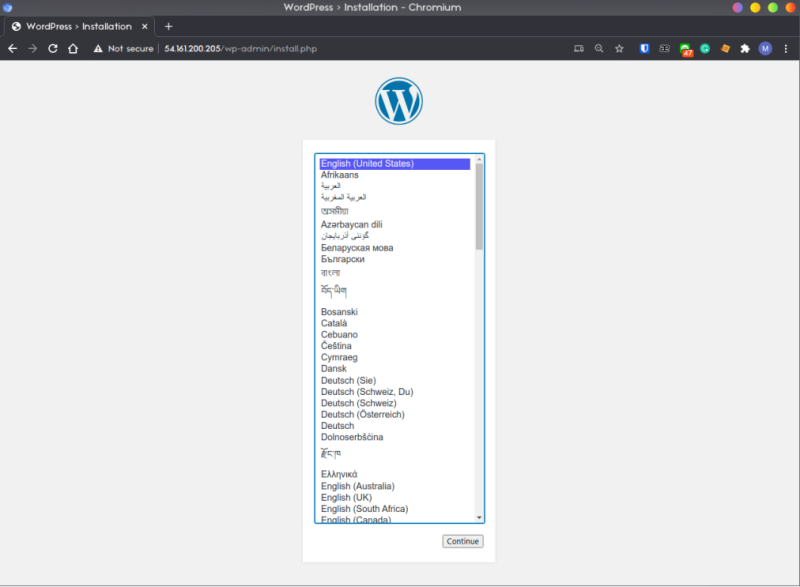 WordPress › Installation - Chromium
WordPress › Installation
Not secure
54.161.200.205/wp-admin/install.php
47
M
W
English (United States)
Afrikaans
العربية
العربية المغربية
অসমীয়া
Azərbaycan dili
گؤنئی آذربایجان
Беларуская мова
Български
বাংলা
བོད་ཡིག
Bosanski
Català
Cebuano
Čeština
Cymraeg
Dansk
Deutsch (Sie)
Deutsch (Schweiz, Du)
Deutsch (Schweiz)
Deutsch (Österreich)
Deutsch
Dolnoserbšćina
རྫོང་ཁ
Ελληνικά
English (Australia)
English (UK)
English (South Africa)
English (Canada)
Continue